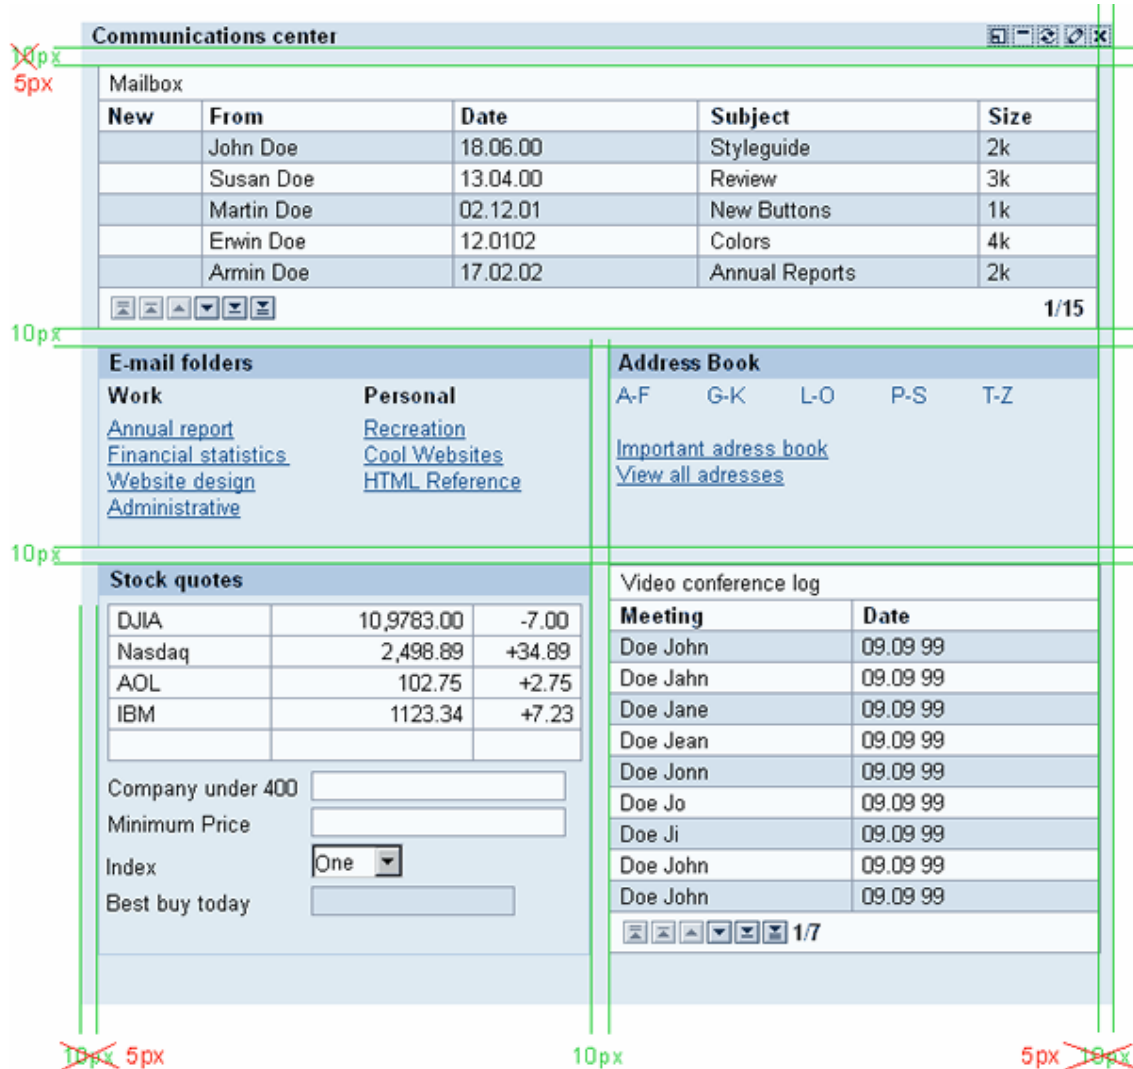 Communications center
10px
5px
Mailbox
New From Date Subject Size
John Doe 18.06.00 Styleguide 2k
Susan Doe 13.04.00 Review 3k
Martin Doe 02.12.01 New Buttons 1k
Erwin Doe 12.0102 Colors 4k
Armin Doe 17.02.02 Annual Reports 2k
1/15
10px
E-mail folders
Work Personal
Annual report Recreation
Financial statistics Cool Websites
Website design HTML Reference
Administrative
Address Book
A-F G-K L-O P-S T-Z
Important adress book
View all adresses
10px
Stock quotes
DJIA 10,9783.00 -7.00
Nasdaq 2,498.89 +34.89
AOL 102.75 +2.75
IBM 1123.34 +7.23
Company under 400
Minimum Price
Index One
Best buy today
Video conference log
Meeting Date
Doe John 09.09 99
Doe Jahn 09.09 99
Doe Jane 09.09 99
Doe Jean 09.09 99
Doe Jonn 09.09 99
Doe Jo 09.09 99
Doe Ji 09.09 99
Doe John 09.09 99
Doe John 09.09 99
1/7
10px 5px 10px 5px 10px